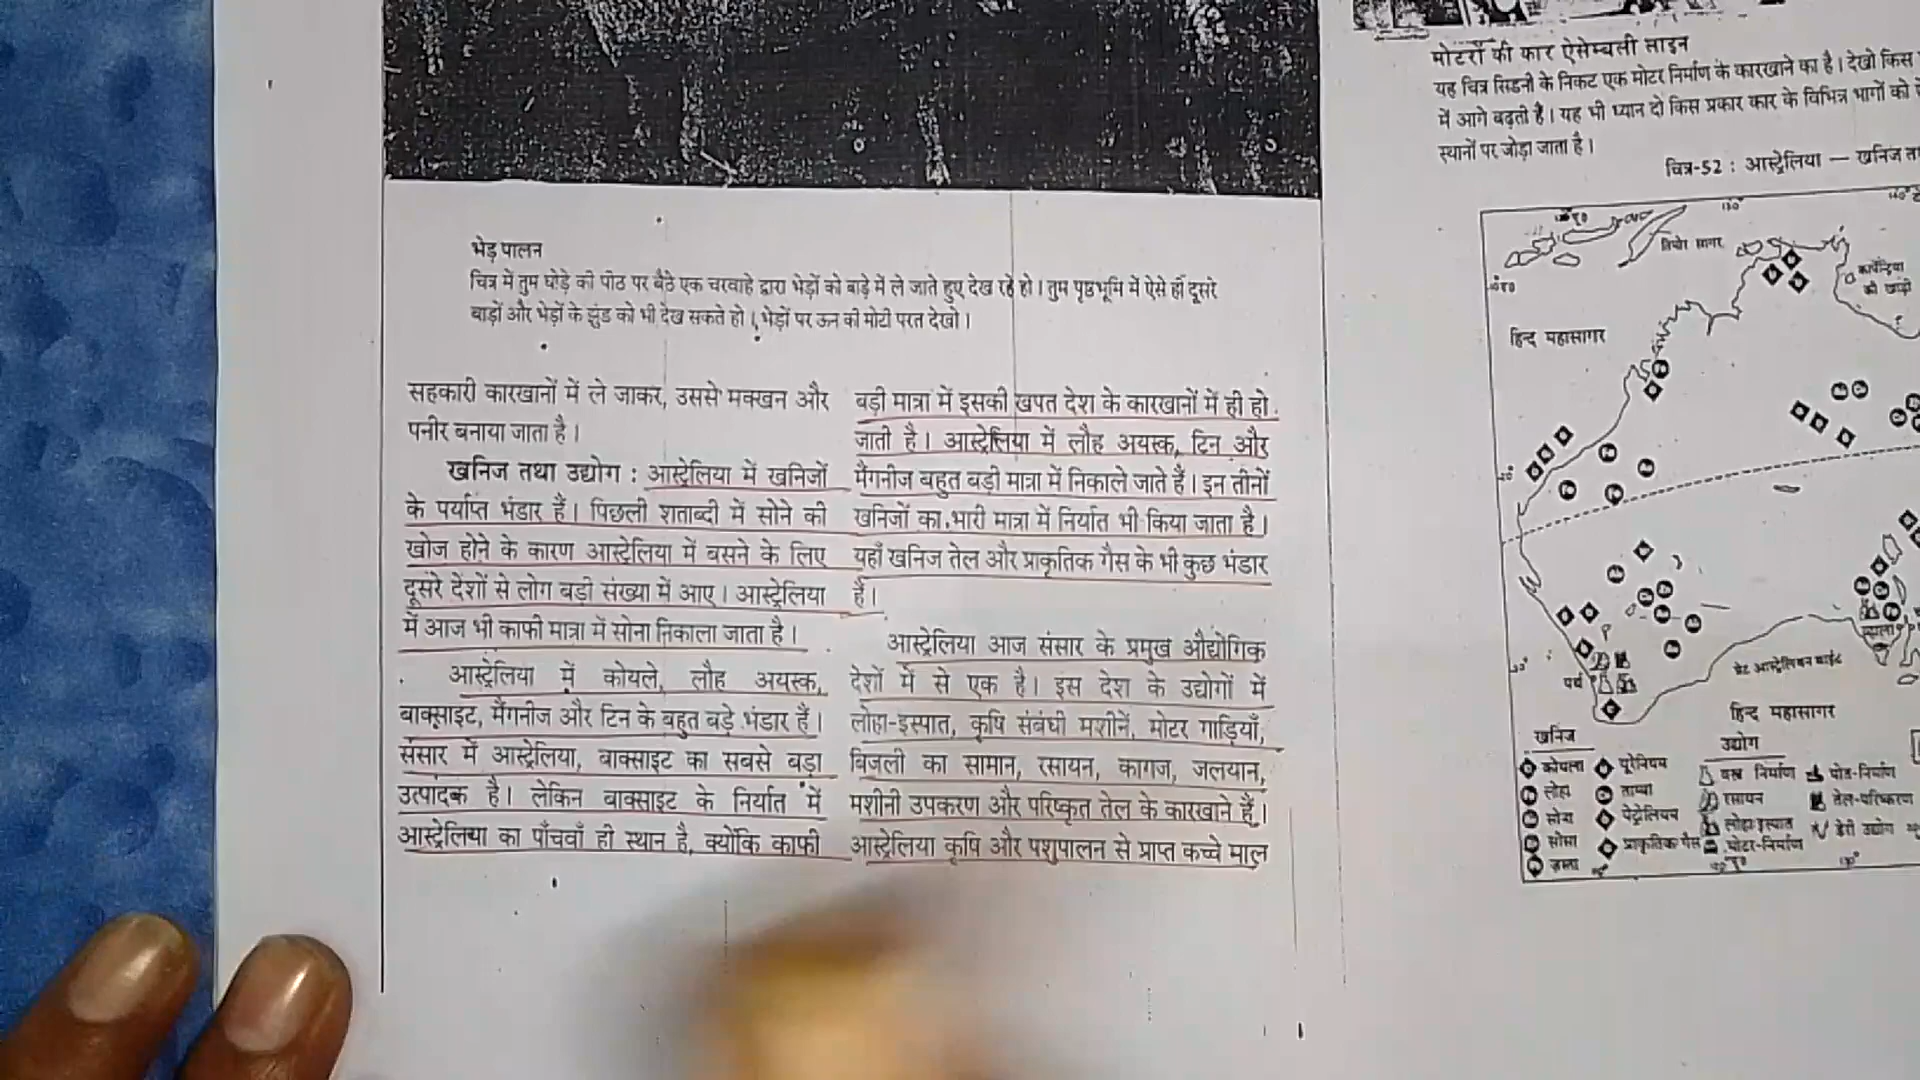 भेड़ पालन
चित्र में तुम घोड़े की पीठ पर बैठे एक चरवाहे द्वारा भेड़ों को बाड़े में ले जाते हुए देख रहे हो। तुम पृष्ठभूमि में ऐसे ही दूसरे
बाड़ों और भेड़ों के झुंड को भी देख सकते हो। भेड़ों पर ऊन की मोटी परत देखो।
सहकारी कारखानों में ले जाकर, उससे मक्खन और
पनीर बनाया जाता है।
खनिज तथा उद्योग : आस्ट्रेलिया में खनिजों
के पर्याप्त भंडार हैं। पिछली शताब्दी में सोने की
खोज होने के कारण आस्ट्रेलिया में बसने के लिए
दूसरे देशों से लोग बड़ी संख्या में आए। आस्ट्रेलिया
में आज भी काफी मात्रा में सोना निकाला जाता है।
आस्ट्रेलिया में कोयले, लौह अयस्क,
बाक्साइट, मैंगनीज और टिन के बहुत बड़े भंडार हैं।
संसार में आस्ट्रेलिया, बाक्साइट का सबसे बड़ा
उत्पादक है। लेकिन बाक्साइट के निर्यात में
आस्ट्रेलिया का पाँचवाँ ही स्थान है, क्योंकि काफी
बड़ी मात्रा में इसकी खपत देश के कारखानों में ही हो
जाती है। आस्ट्रेलिया में लौह अयस्क, टिन और
मैंगनीज बहुत बड़ी मात्रा में निकाले जाते हैं। इन तीनों
खनिजों का भारी मात्रा में निर्यात भी किया जाता है।
यहाँ खनिज तेल और प्राकृतिक गैस के भी कुछ भंडार
हैं।
आस्ट्रेलिया आज संसार के प्रमुख औद्योगिक
देशों में से एक है। इस देश के उद्योगों में
लोहा-इस्पात, कृषि संबंधी मशीनें, मोटर गाड़ियाँ,
बिजली का सामान, रसायन, कागज, जलयान,
मशीनी उपकरण और परिष्कृत तेल के कारखाने हैं।
आस्ट्रेलिया कृषि और पशुपालन से प्राप्त कच्चे माल
मोटरों की कार ऐसेम्बली लाइन
यह चित्र सिडनी के निकट एक मोटर निर्माण के कारखाने का है। देखो किस
में आगे बढ़ती है। यह भी ध्यान दो किस प्रकार कार के विभिन्न भागों को
स्थानों पर जोड़ा जाता है।
चित्र-52 : आस्ट्रेलिया — खनिज
तिमोर सागर
कार्पेन्ट्रिया
की खाड़ी
हिन्द महासागर
पर्थ
ग्रेट आस्ट्रेलियन बाईट
हिन्द महासागर
खनिज
कोयला
लोहा
सोना
सीसा
जस्ता
यूरेनियम
ताम्बा
पेट्रोलियम
प्राकृतिक गैस
उद्योग
वस्त्र निर्माण
रसायन
लोहा इस्पात
मोटर-निर्माण
पोत-निर्माण
तेल-परिष्करण
डेरी उद्योग